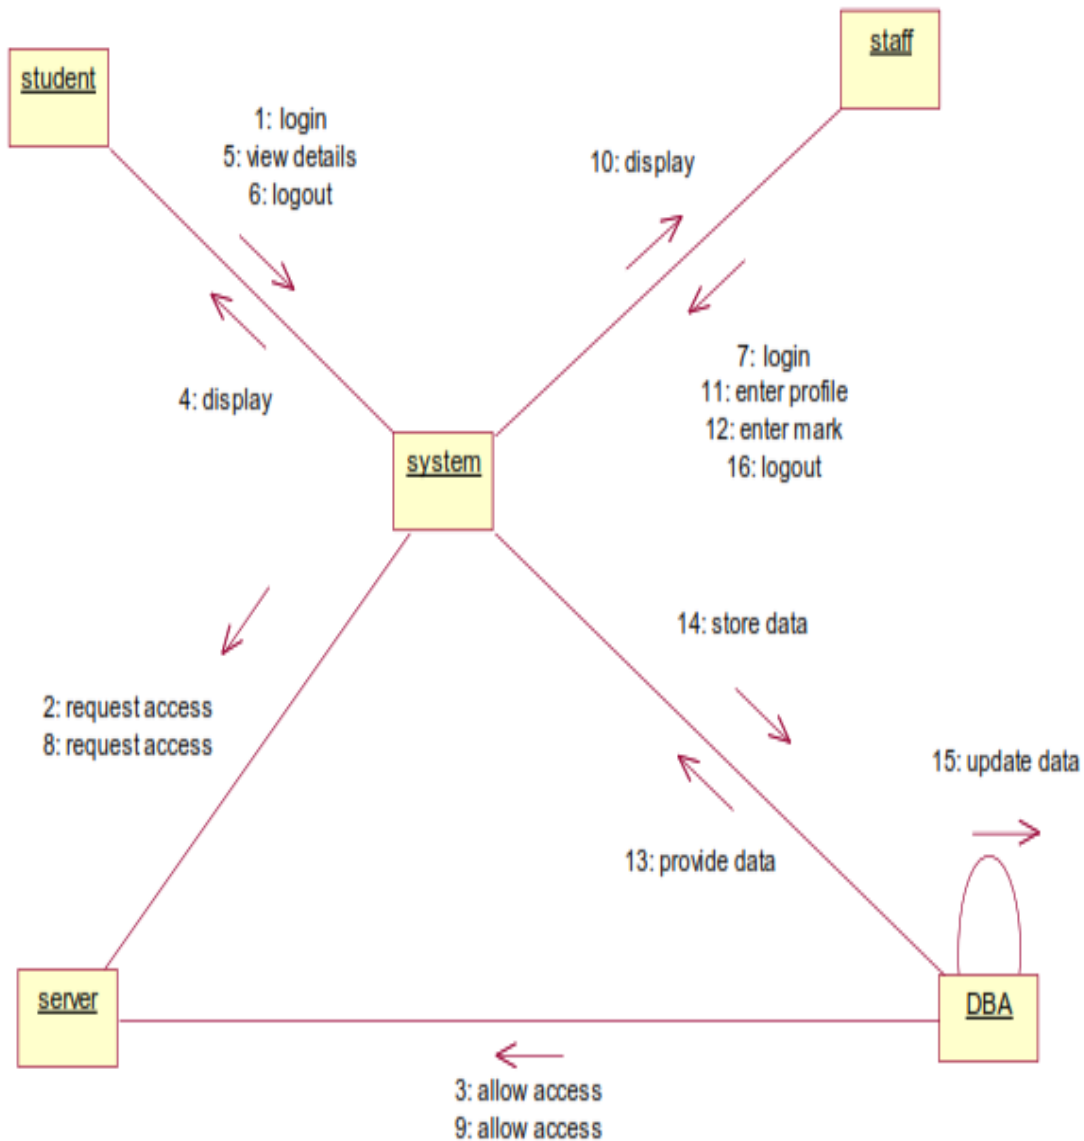 staff
student
1: login
5: view details
6: logout
10: display
7: login
11: enter profile
12: enter mark
16: logout
4: display
system
14: store data
2: request access
8: request access
15: update data
13: provide data
server
DBA
3: allow access
9: allow access